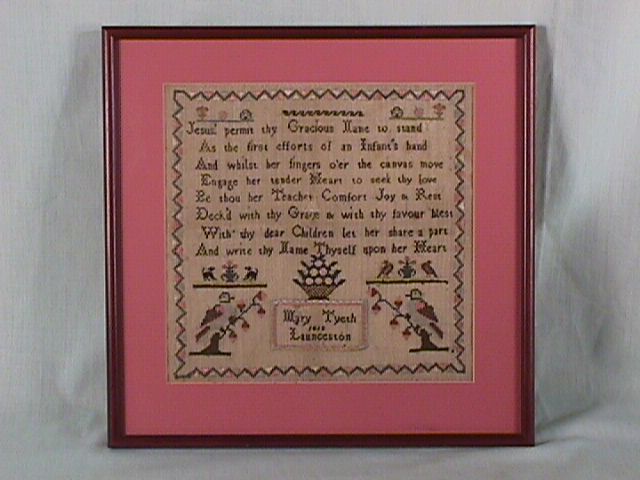 Jesus' permit thy Gracious Name to stand
As the first efforts of an Infant's hand
And whilst her fingers o'er the canvas move
Engage her tender Heart to seek thy love
Be thou her Teacher Comfort Joy & Rest
Deck'd with thy Grace & with thy favour blest
With thy dear Children let her share a part
And write thy Name Thyself upon her Heart
Mary Tyeth
Launceston